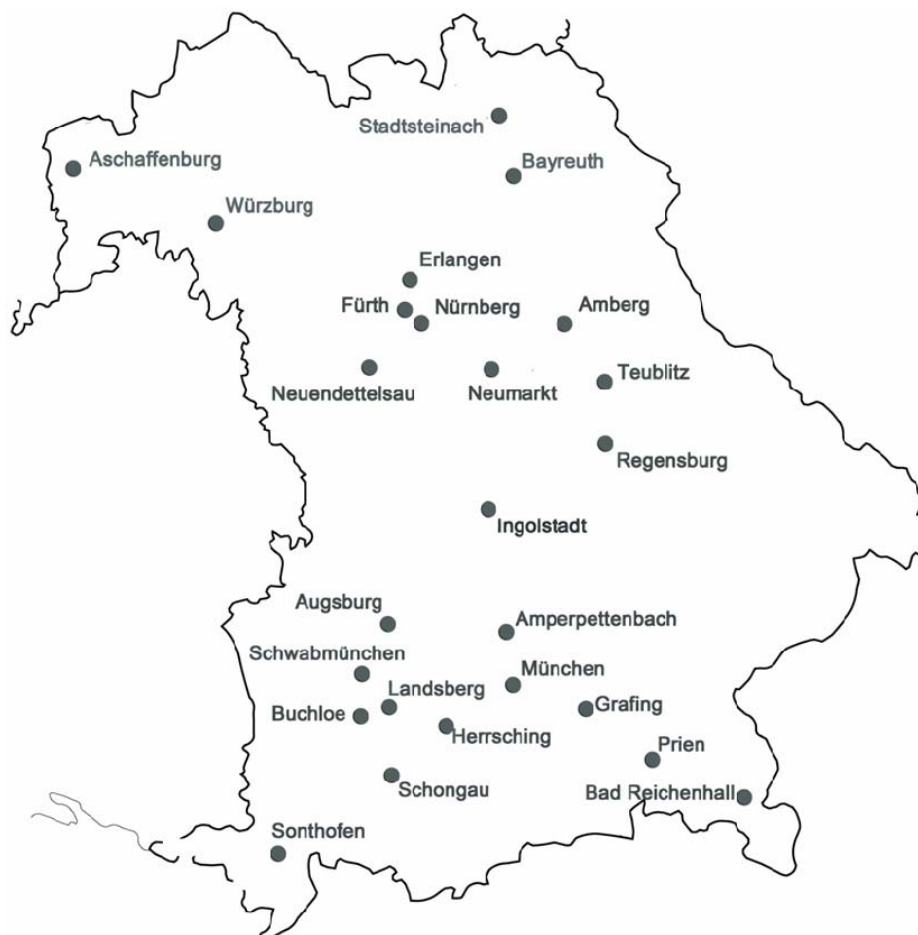 Stadtsteinach
Aschaffenburg
Bayreuth
Würzburg
Erlangen
Fürth
Nürnberg
Amberg
Neuendettelsau
Neumarkt
Teublitz
Regensburg
Ingolstadt
Augsburg
Amperpettenbach
Schwabmünchen
München
Landsberg
Buchloe
Grafing
Herrsching
Prien
Schongau
Bad Reichenhall
Sonthofen